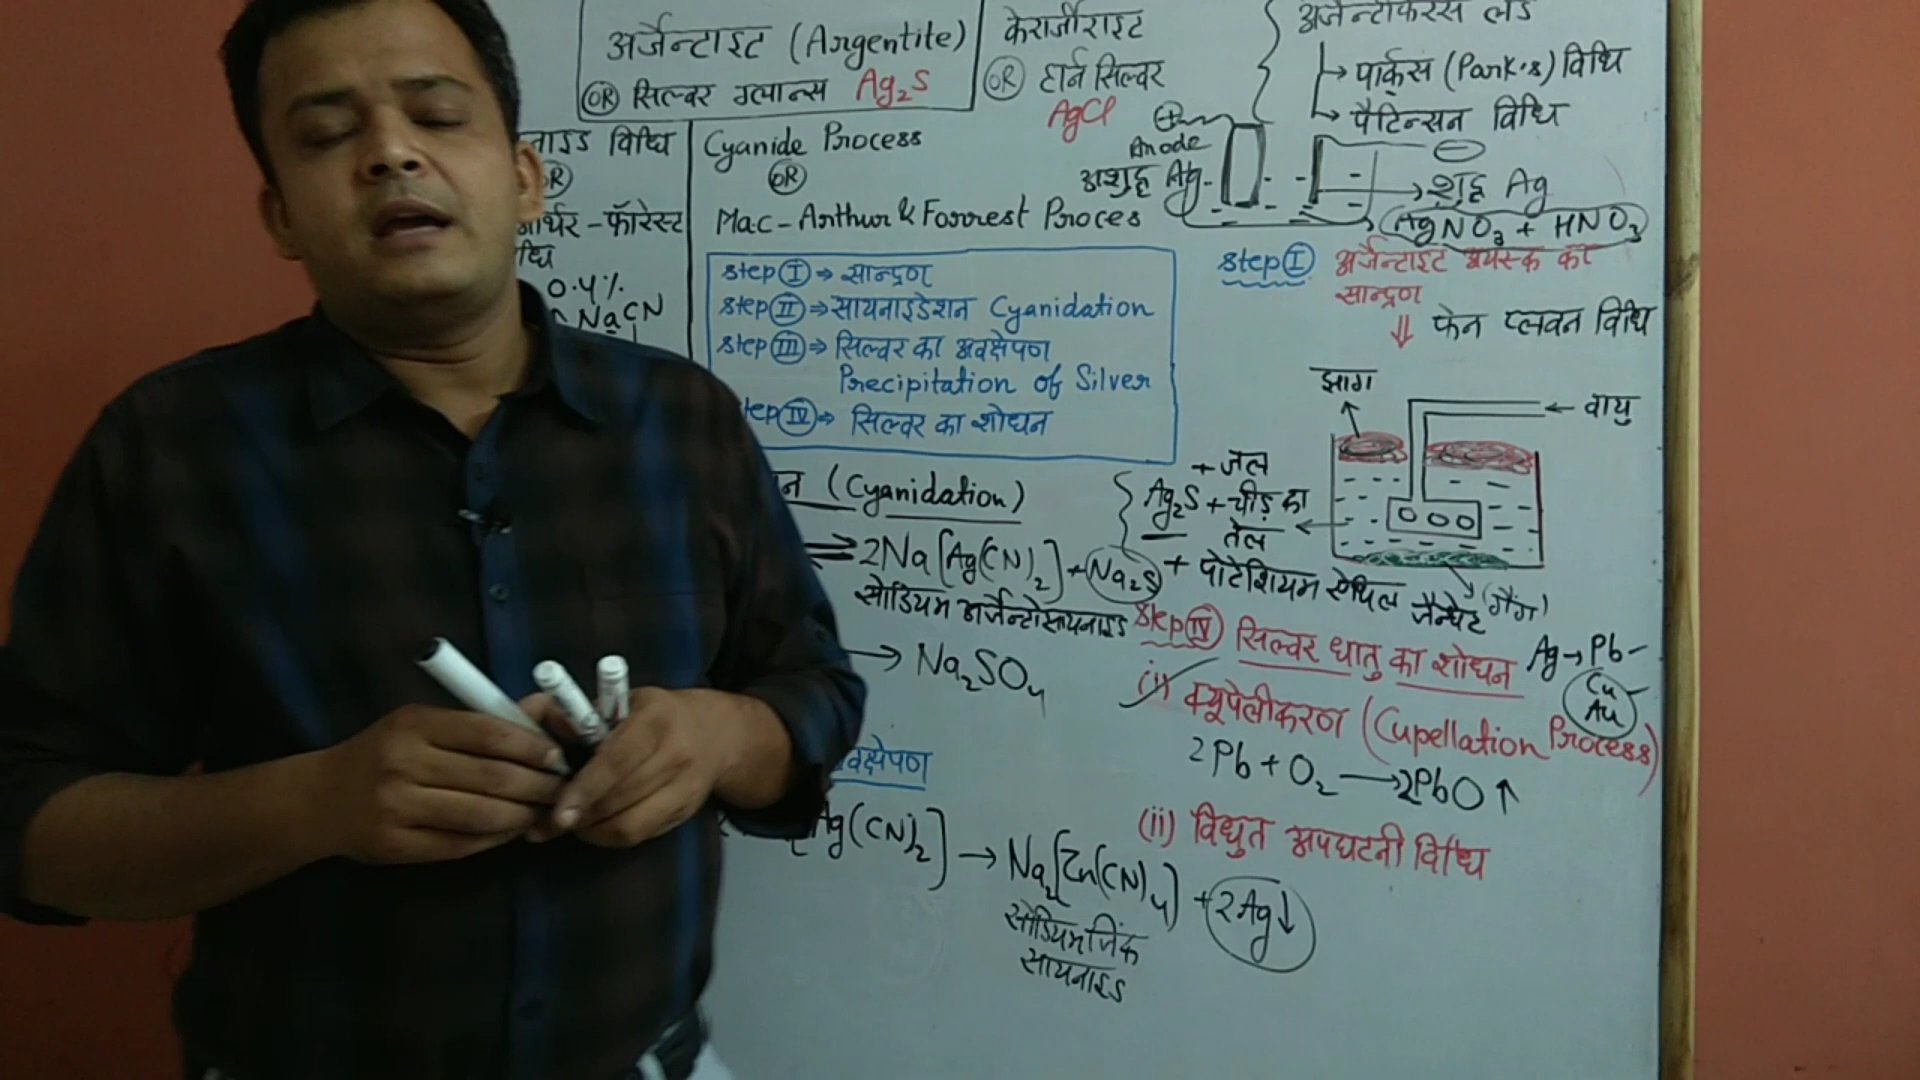 अर्जेन्टाइट (Argentite)
OR सिल्वर ग्लान्स Ag2S
केरार्जीराइट
OR हार्न सिल्वर
AgCl
अर्जेन्टीफेरस लेड
→ पार्क्स (Park's) विधि
→ पैटिन्सन विधि
नाइड विधि
OR
आर्थर - फॉरेस्ट
विधि
0.4%
NaCN
Cyanide Process
OR
Mac-Arthur & Forrest Proces
⊕
Anode
अशुद्ध Ag
⊖
→ शुद्ध Ag
AgNO3 + HNO3
Step I ⇒ सान्द्रण
Step II ⇒ सायनाइडेशन Cyanidation
Step III ⇒ सिल्वर का अवक्षेपण
Precipitation of Silver
tep IV ⇒ सिल्वर का शोधन
Step I अर्जेन्टाइट अयस्क का
सान्द्रण
⇓ फेन प्लवन विधि
झाग
← वायु
+ जल
Ag2S + चीड़ का
तेल
+ पोटेशियम ऐथिल जैन्थेट
(गैंग)
न (Cyanidation)
⇌ 2Na[Ag(CN)2] + Na2S
सोडियम अर्जेन्टोसायनाइड
→ Na2SO4
वक्षेपण
Ag(CN)2] → Na2[Zn(CN)4] + 2Ag↓
सोडियम जिंक
सायनाइड
Step IV सिल्वर धातु का शोधन
Ag → Pb
Cu
Au
(i) क्यूपेलीकरण (Cupellation Process)
2Pb + O2 → 2PbO ↑
(ii) विद्युत अपघटनी विधि